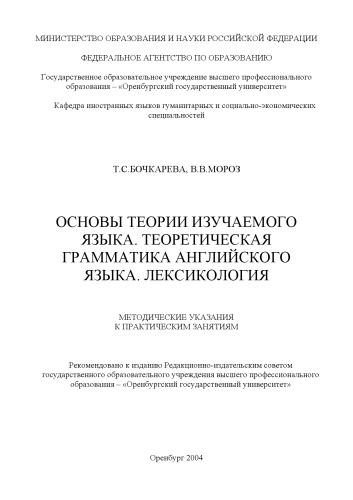 МИНИСТЕРСТВО ОБРАЗОВАНИЯ И НАУКИ РОССИЙСКОЙ ФЕДЕРАЦИИ
ФЕДЕРАЛЬНОЕ АГЕНТСТВО ПО ОБРАЗОВАНИЮ
Государственное образовательное учреждение высшего профессионального
образования – «Оренбургский государственный университет»
Кафедра иностранных языков гуманитарных и социально-экономических
специальностей
Т.С.БОЧКАРЕВА, В.В.МОРОЗ
ОСНОВЫ ТЕОРИИ ИЗУЧАЕМОГО
ЯЗЫКА. ТЕОРЕТИЧЕСКАЯ
ГРАММАТИКА АНГЛИЙСКОГО
ЯЗЫКА. ЛЕКСИКОЛОГИЯ
МЕТОДИЧЕСКИЕ УКАЗАНИЯ
К ПРАКТИЧЕСКИМ ЗАНЯТИЯМ
Рекомендовано к изданию Редакционно-издательским советом
государственного образовательного учреждения высшего профессионального
образования – «Оренбургский государственный университет»
Оренбург 2004